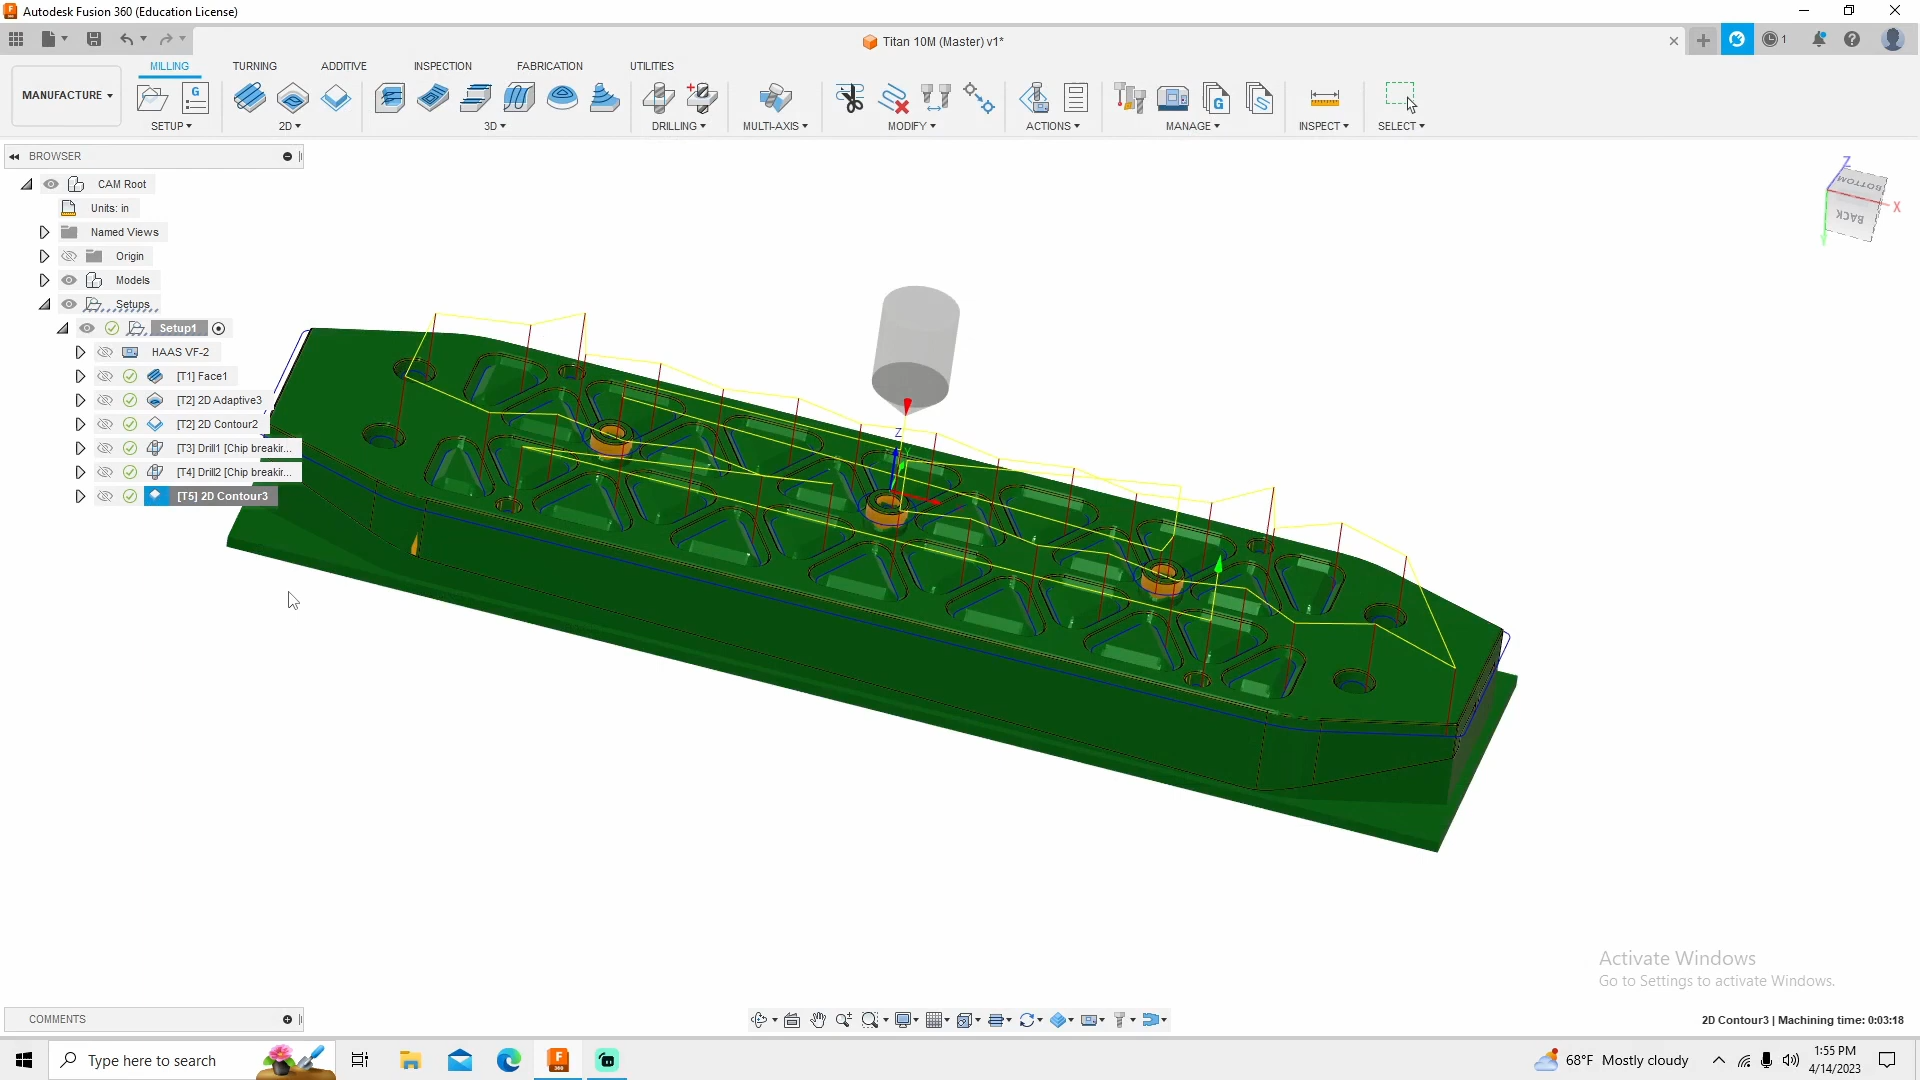 Autodesk Fusion 360 (Education License)
Titan 10M (Master) v1*
1
MILLING
TURNING
ADDITIVE
INSPECTION
FABRICATION
UTILITIES
MANUFACTURE
G
G
SETUP
2D
3D
DRILLING
MULTI-AXIS
MODIFY
ACTIONS
MANAGE
INSPECT
SELECT
BROWSER
CAM Root
Units: in
Named Views
Origin
Models
Setups
Setup1
HAAS VF-2
[T1] Face1
[T2] 2D Adaptive3
[T2] 2D Contour2
[T3] Drill1 [Chip breakir...
[T4] Drill2 [Chip breakir...
[T5] 2D Contour3
Z
BOTTOM
X
BACK
Z
Activate Windows
Go to Settings to activate Windows.
COMMENTS
2D Contour3 | Machining time: 0:03:18
Type here to search
68°F Mostly cloudy
1:55 PM
4/14/2023